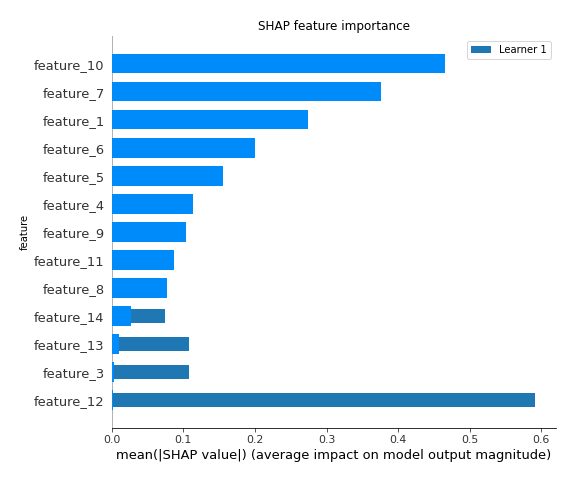 SHAP feature importance
Learner 1
feature_10
feature_7
feature_1
feature_6
feature_5
feature_4
feature_9
feature_11
feature_8
feature_14
feature_13
feature_3
feature_12
feature
0.0 0.1 0.2 0.3 0.4 0.5 0.6
mean(|SHAP value|) (average impact on model output magnitude)